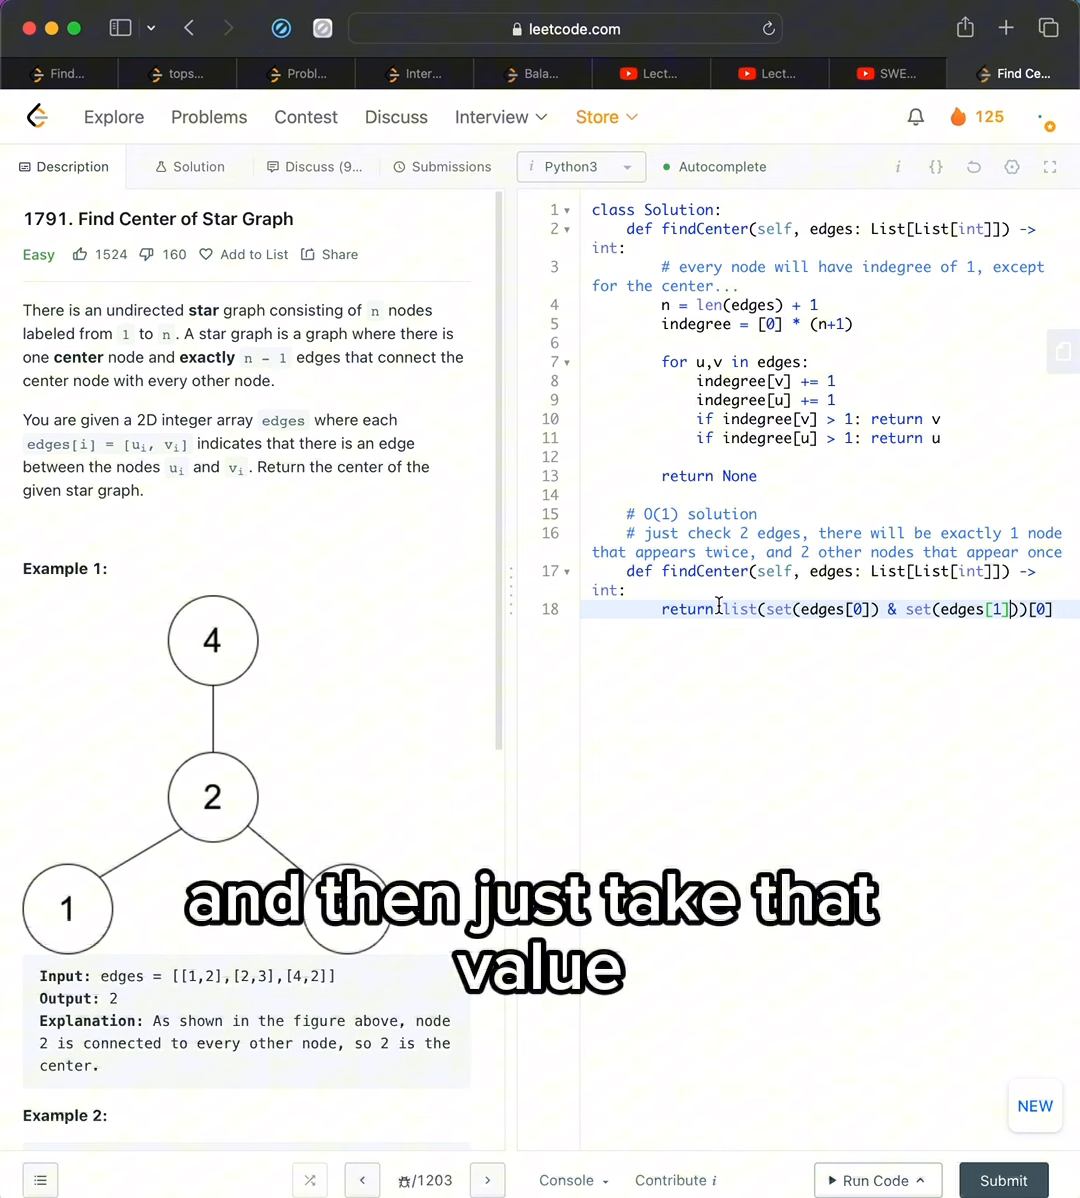 leetcode.com
Find...
tops...
Probl...
Inter...
Bala...
Lect...
Lect...
SWE...
Find Ce...
Explore
Problems
Contest
Discuss
Interview
Store
125
Description
Solution
Discuss (9...
Submissions
i Python3
Autocomplete
i
{}
1791. Find Center of Star Graph
Easy 1524 160 Add to List Share
There is an undirected star graph consisting of n nodes
labeled from 1 to n. A star graph is a graph where there is
one center node and exactly n - 1 edges that connect the
center node with every other node.
You are given a 2D integer array edges where each
edges[i] = [ui, vi] indicates that there is an edge
between the nodes ui and vi. Return the center of the
given star graph.
Example 1:
4
2
1
Input: edges = [[1,2],[2,3],[4,2]]
Output: 2
Explanation: As shown in the figure above, node
2 is connected to every other node, so 2 is the
center.
Example 2:
1 class Solution:
2 def findCenter(self, edges: List[List[int]]) ->
int:
3 # every node will have indegree of 1, except
for the center...
4 n = len(edges) + 1
5 indegree = [0] * (n+1)
6
7 for u,v in edges:
8 indegree[v] += 1
9 indegree[u] += 1
10 if indegree[v] > 1: return v
11 if indegree[u] > 1: return u
12
13 return None
14
15 # O(1) solution
16 # just check 2 edges, there will be exactly 1 node
that appears twice, and 2 other nodes that appear once
17 def findCenter(self, edges: List[List[int]]) ->
int:
18 return list(set(edges[0]) & set(edges[1]))[0]
and then just take that
value
NEW
/1203
Console
Contribute i
Run Code
Submit